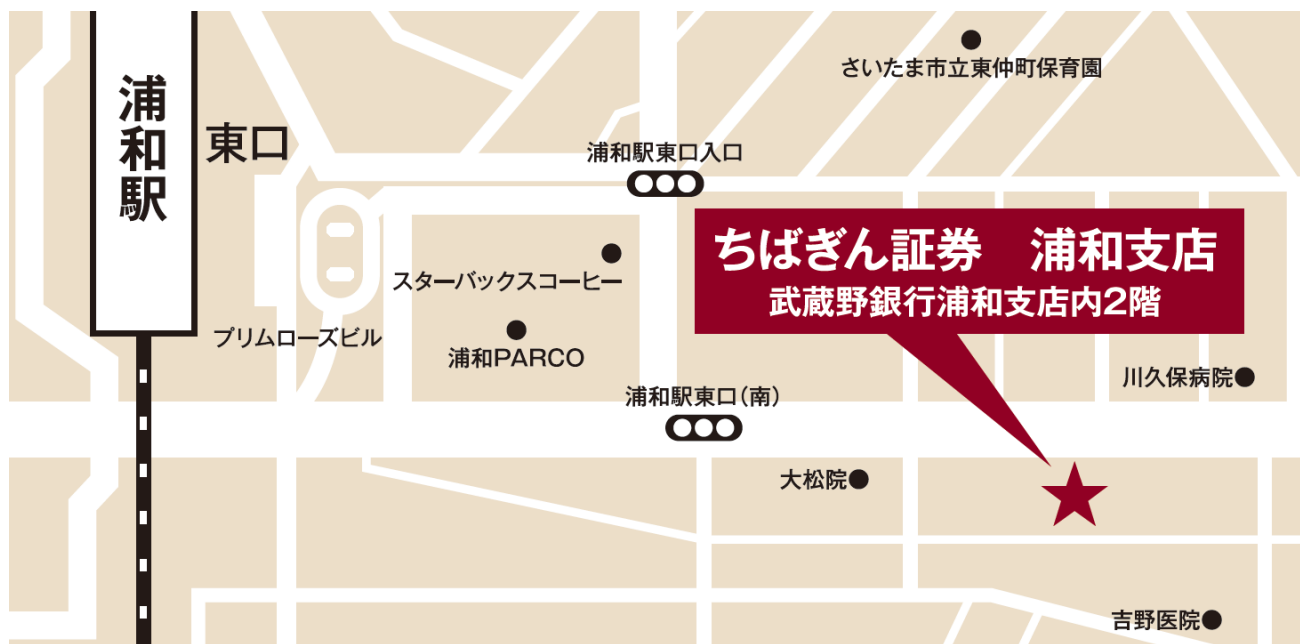 さいたま市立東仲町保育園
浦和駅
東口
浦和駅東口入口
ちばぎん証券　浦和支店
武蔵野銀行浦和支店内2階
スターバックスコーヒー
プリムローズビル
浦和PARCO
川久保病院
浦和駅東口（南）
大松院
吉野医院